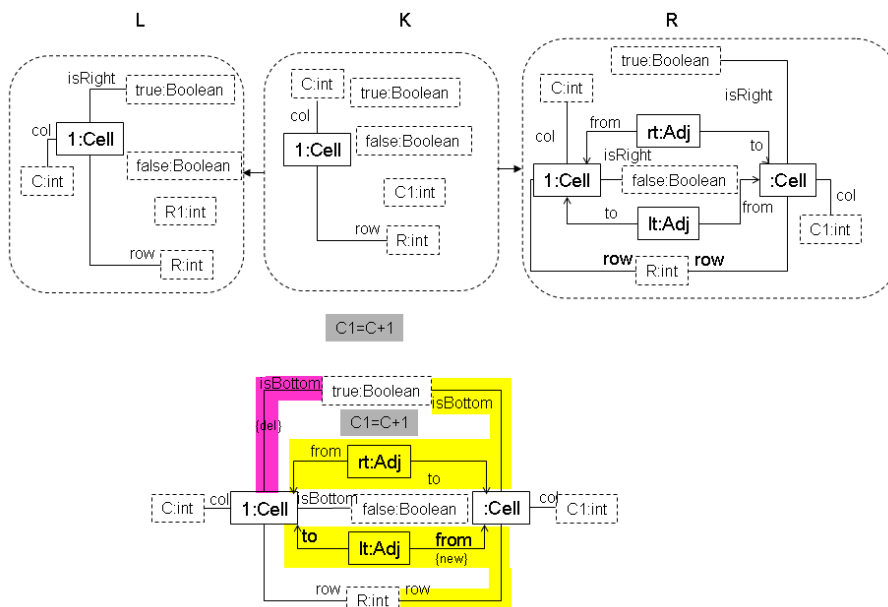 L K R
isRight
true:Boolean
col
1:Cell
C:int
false:Boolean
R1:int
row
R:int
C:int
true:Boolean
col
1:Cell
false:Boolean
C1:int
row
R:int
true:Boolean
C:int
isRight
from
rt:Adj
col
to
isRight
1:Cell
false:Boolean
:Cell
col
to
lt:Adj
from
C1:int
row
R:int
row
C1=C+1
isBottom
true:Boolean
isBottom
{del}
C1=C+1
from
rt:Adj
to
C:int
col
1:Cell
isBottom
false:Boolean
:Cell
col
C1:int
to
lt:Adj
from
{new}
row
R:int
row